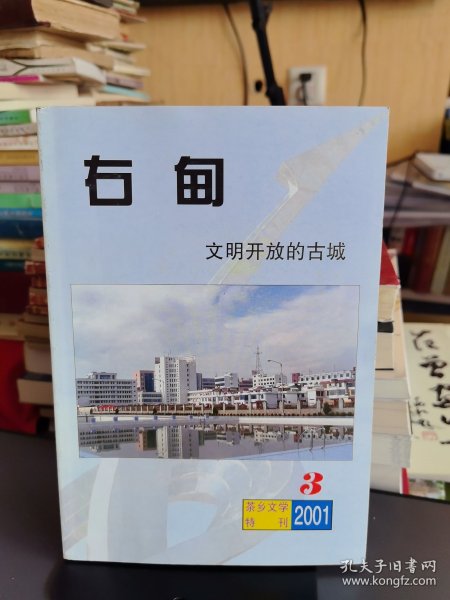 右甸
文明开放的古城
3
茶乡文学
特刊
2001
孔夫子旧书网
www.kongfz.com